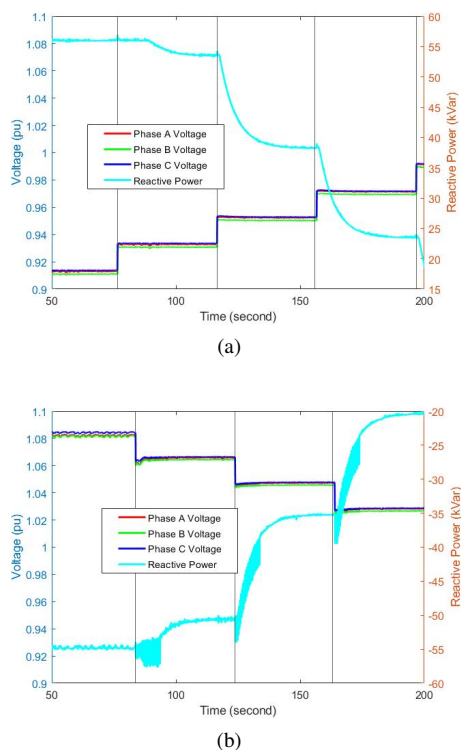 1.1
1.08
1.06
1.04
1.02
1
0.98
0.96
0.94
0.92
0.9
Voltage (pu)
60
55
50
45
40
35
30
25
20
15
Reactive Power (kVar)
Phase A Voltage
Phase B Voltage
Phase C Voltage
Reactive Power
50 100 150 200
Time (second)
(a)
1.1
1.08
1.06
1.04
1.02
1
0.98
0.96
0.94
0.92
0.9
Voltage (pu)
-20
-25
-30
-35
-40
-45
-50
-55
-60
Reactive Power (kVar)
Phase A Voltage
Phase B Voltage
Phase C Voltage
Reactive Power
50 100 150 200
Time (second)
(b)